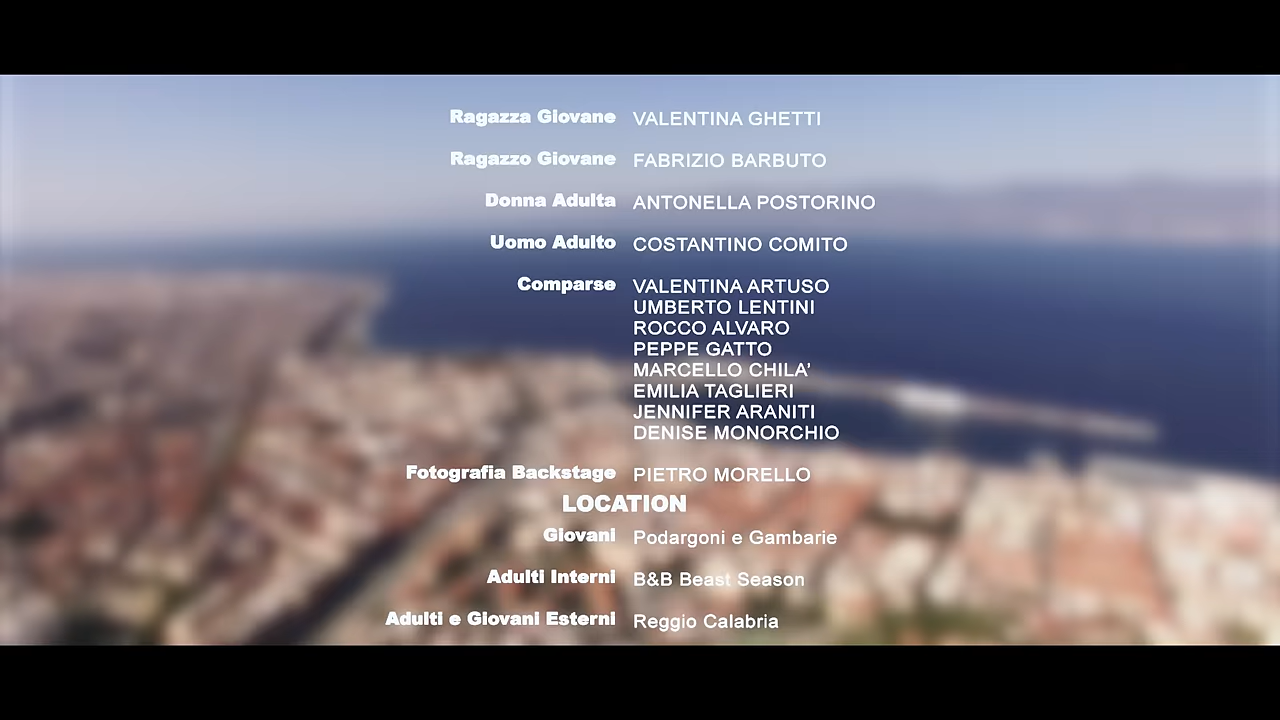 Ragazza Giovane VALENTINA GHETTI
Ragazzo Giovane FABRIZIO BARBUTO
Donna Adulta ANTONELLA POSTORINO
Uomo Adulto COSTANTINO COMITO
Comparse VALENTINA ARTUSO
UMBERTO LENTINI
ROCCO ALVARO
PEPPE GATTO
MARCELLO CHILA’
EMILIA TAGLIERI
JENNIFER ARANITI
DENISE MONORCHIO
Fotografia Backstage PIETRO MORELLO
LOCATION
Giovani Podargoni e Gambarie
Adulti Interni B&B Beast Season
Adulti e Giovani Esterni Reggio Calabria